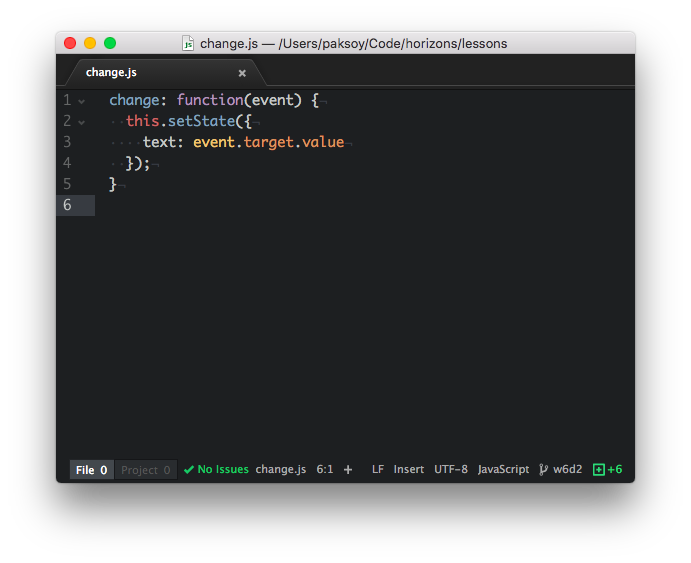 change.js — /Users/paksoy/Code/horizons/lessons
change.js
1 change: function(event) {
2 this.setState({
3 text: event.target.value
4 });
5 }
6
File 0 Project 0 No Issues change.js 6:1 + LF Insert UTF-8 JavaScript w6d2 +6